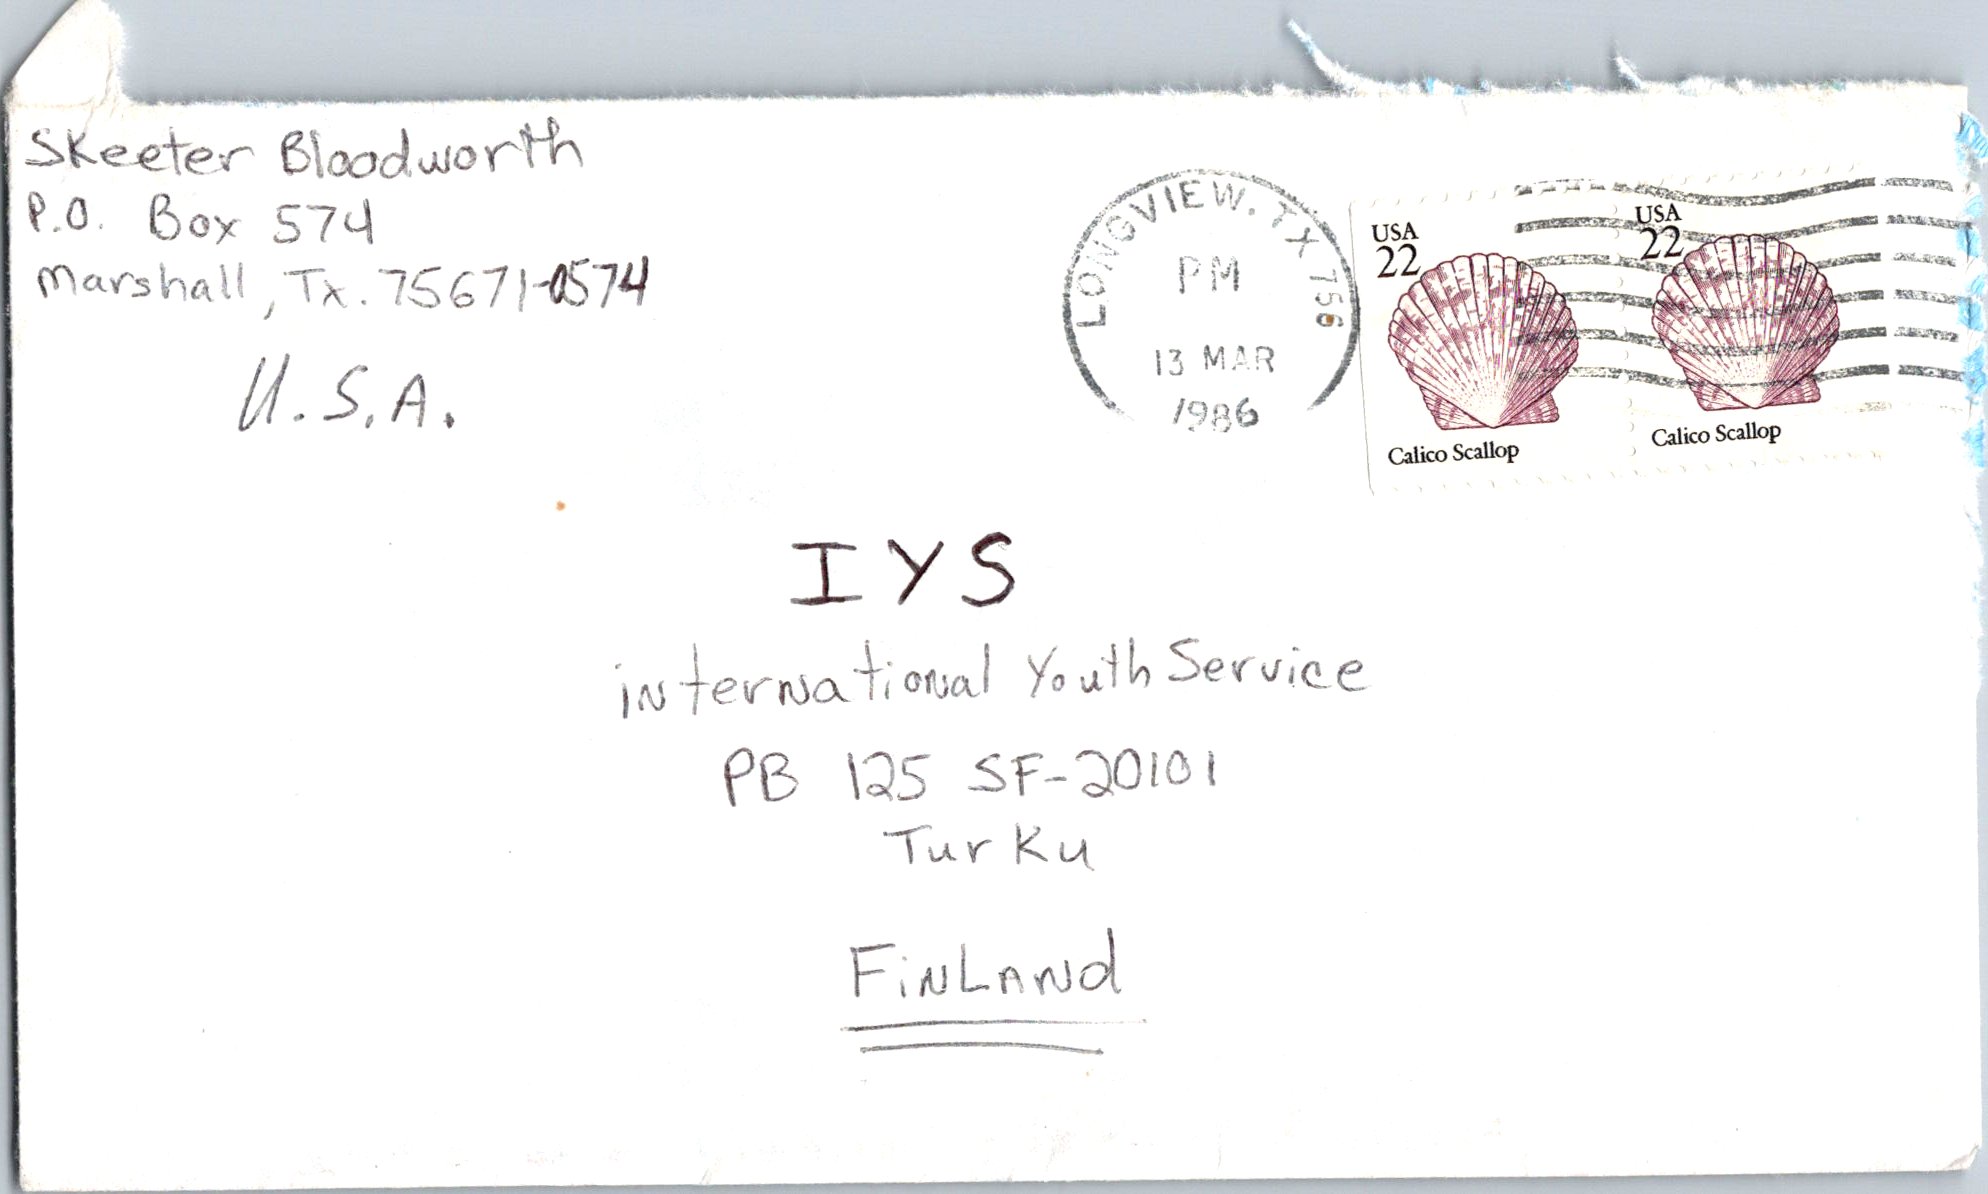 Skeeter Bloodworth
P.O. Box 574
Marshall, Tx. 75671-0574
U.S.A.
LONGVIEW, TX 756
PM
13 MAR
1986
USA
22
Calico Scallop
USA
22
Calico Scallop
IYS
international Youth Service
PB 125 SF-20101
Turku
FiNLANd